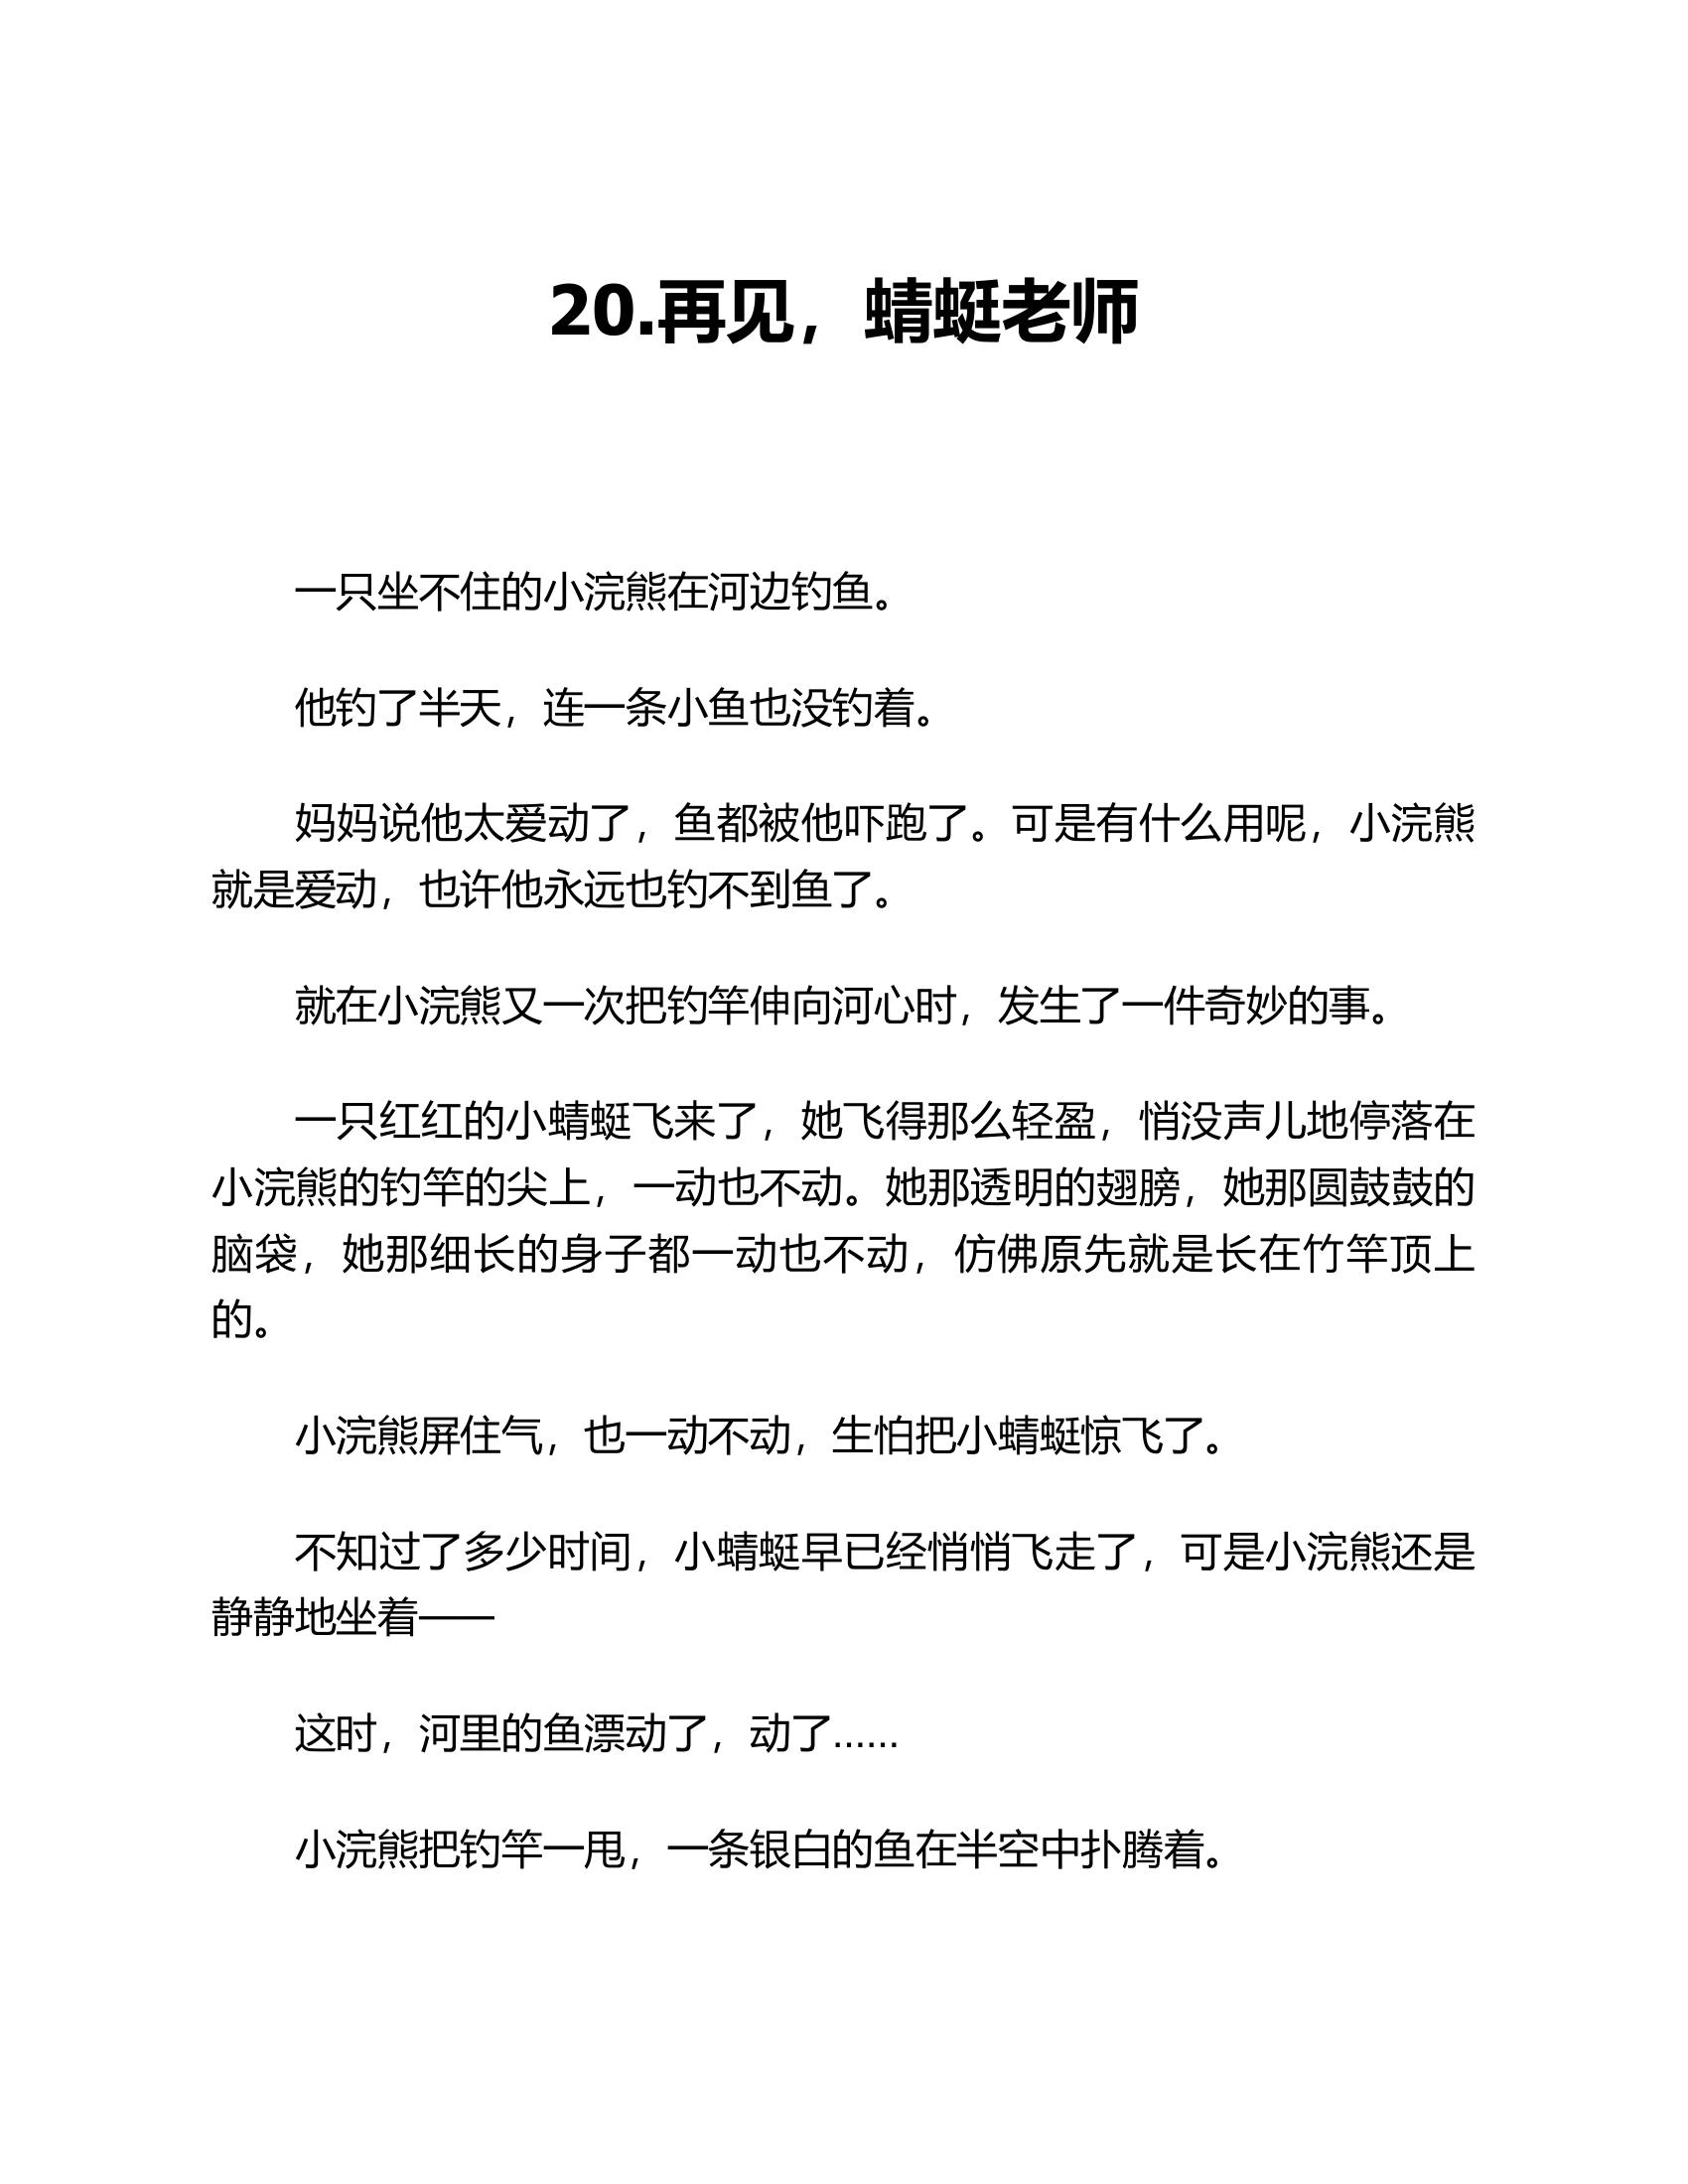 20.再见，蜻蜓老师
一只坐不住的小浣熊在河边钓鱼。
他钓了半天，连一条小鱼也没钓着。
妈妈说他太爱动了，鱼都被他吓跑了。可是有什么用呢，小浣熊
就是爱动，也许他永远也钓不到鱼了。
就在小浣熊又一次把钓竿伸向河心时，发生了一件奇妙的事。
一只红红的小蜻蜓飞来了，她飞得那么轻盈，悄没声儿地停落在
小浣熊的钓竿的尖上，一动也不动。她那透明的翅膀，她那圆鼓鼓的
脑袋，她那细长的身子都一动也不动，仿佛原先就是长在竹竿顶上
的。
小浣熊屏住气，也一动不动，生怕把小蜻蜓惊飞了。
不知过了多少时间，小蜻蜓早已经悄悄飞走了，可是小浣熊还是
静静地坐着——
这时，河里的鱼漂动了，动了……
小浣熊把钓竿一甩，一条银白的鱼在半空中扑腾着。